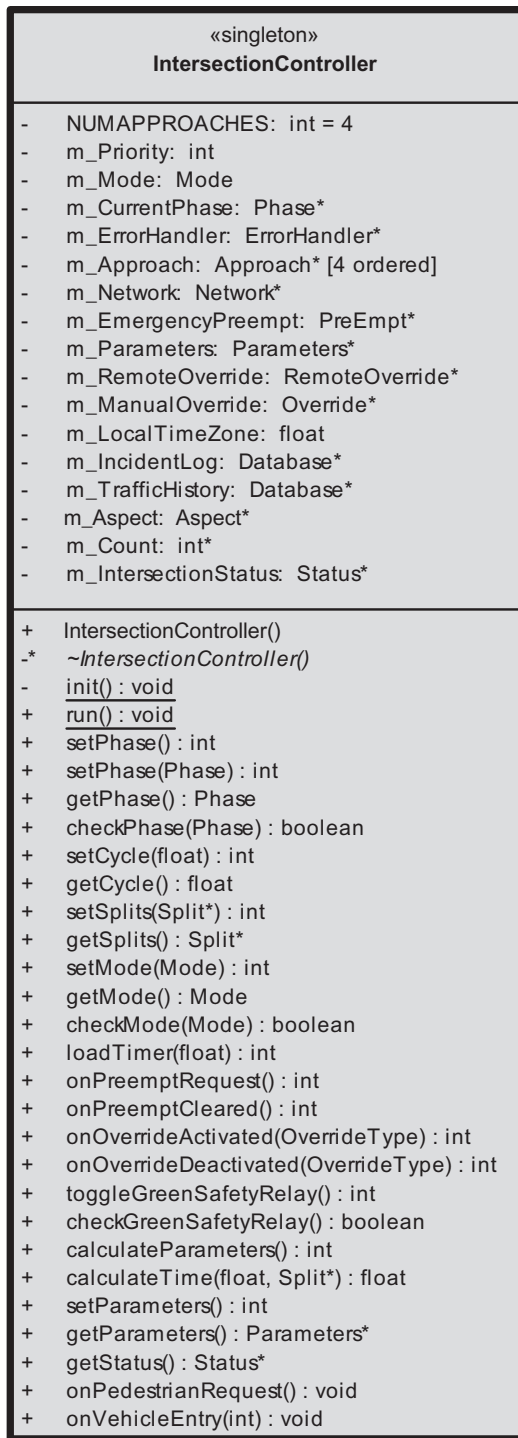 «singleton»
IntersectionController
- NUMAPPROACHES: int = 4
- m_Priority: int
- m_Mode: Mode
- m_CurrentPhase: Phase*
- m_ErrorHandler: ErrorHandler*
- m_Approach: Approach* [4 ordered]
- m_Network: Network*
- m_EmergencyPreempt: PreEmpt*
- m_Parameters: Parameters*
- m_RemoteOverride: RemoteOverride*
- m_ManualOverride: Override*
- m_LocalTimeZone: float
- m_IncidentLog: Database*
- m_TrafficHistory: Database*
- m_Aspect: Aspect*
- m_Count: int*
- m_IntersectionStatus: Status*
+ IntersectionController()
-* ~IntersectionController()
- init() : void
+ run() : void
+ setPhase() : int
+ setPhase(Phase) : int
+ getPhase() : Phase
+ checkPhase(Phase) : boolean
+ setCycle(float) : int
+ getCycle() : float
+ setSplits(Split*) : int
+ getSplits() : Split*
+ setMode(Mode) : int
+ getMode() : Mode
+ checkMode(Mode) : boolean
+ loadTimer(float) : int
+ onPreemptRequest() : int
+ onPreemptCleared() : int
+ onOverrideActivated(OverrideType) : int
+ onOverrideDeactivated(OverrideType) : int
+ toggleGreenSafetyRelay() : int
+ checkGreenSafetyRelay() : boolean
+ calculateParameters() : int
+ calculateTime(float, Split*) : float
+ setParameters() : int
+ getParameters() : Parameters*
+ getStatus() : Status*
+ onPedestrianRequest() : void
+ onVehicleEntry(int) : void